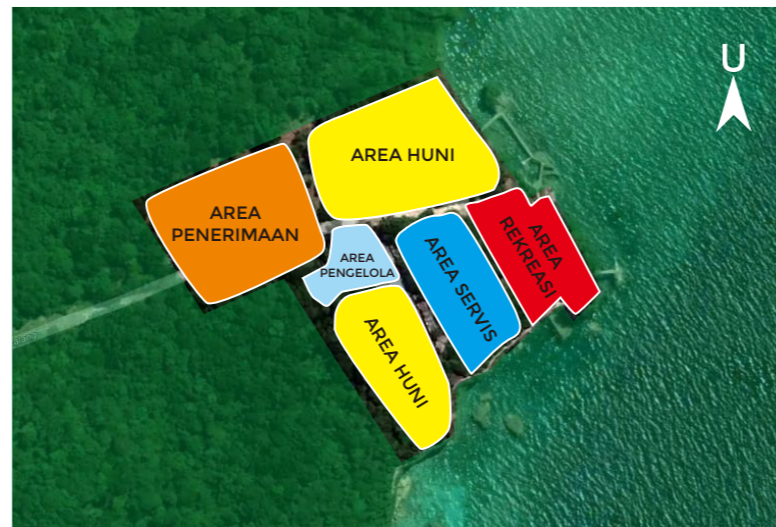 U
AREA HUNI
AREA
PENERIMAAN
AREA
PENGELOLA
AREA SERVIS
AREA
REKREASI
AREA HUNI